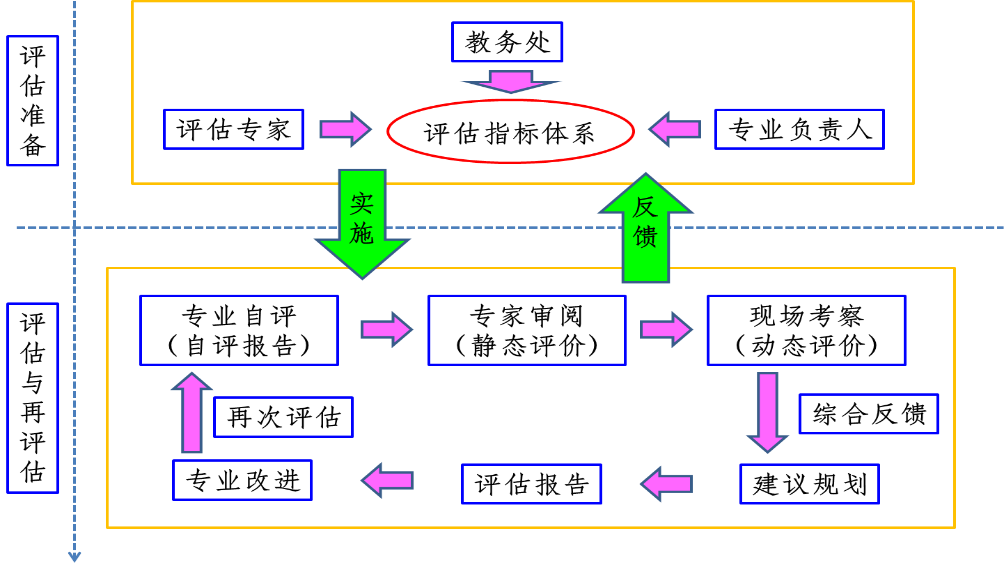 评估准备
教务处
评估专家
评估指标体系
专业负责人
实施
反馈
评估与再评估
专业自评
（自评报告）
专家审阅
（静态评价）
现场考察
（动态评价）
再次评估
综合反馈
专业改进
评估报告
建议规划